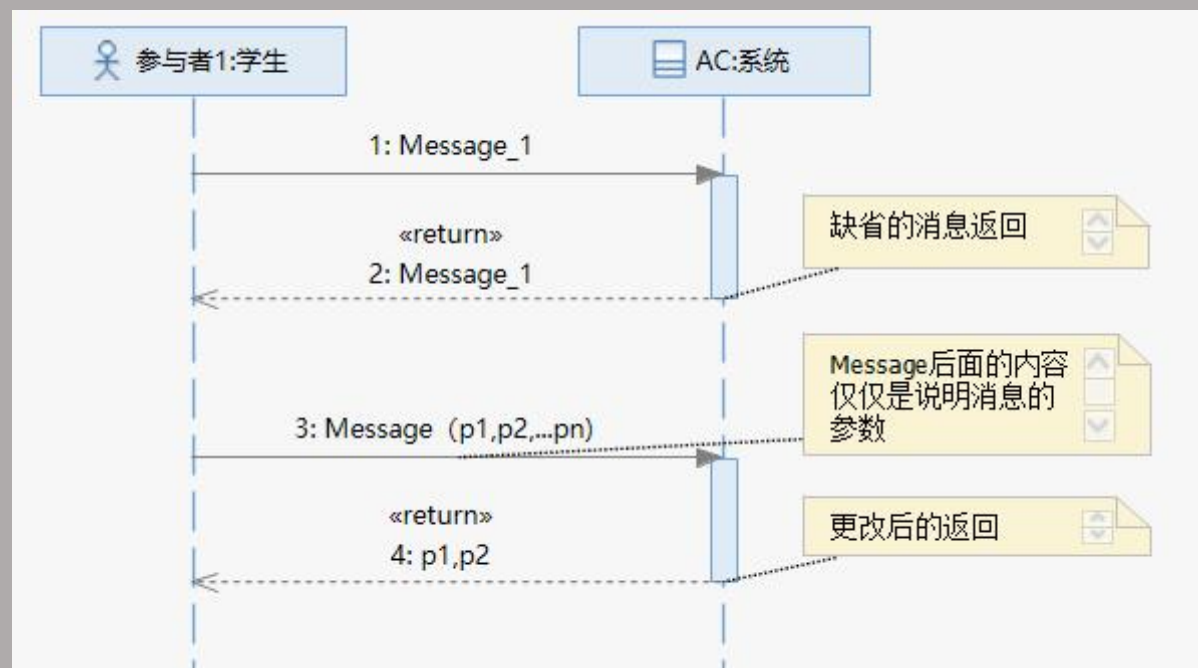 参与者1:学生
AC:系统
1: Message_1
缺省的消息返回
«return»
2: Message_1
Message后面的内容
仅仅是说明消息的
参数
3: Message（p1,p2,...pn)
«return»
更改后的返回
4: p1,p2